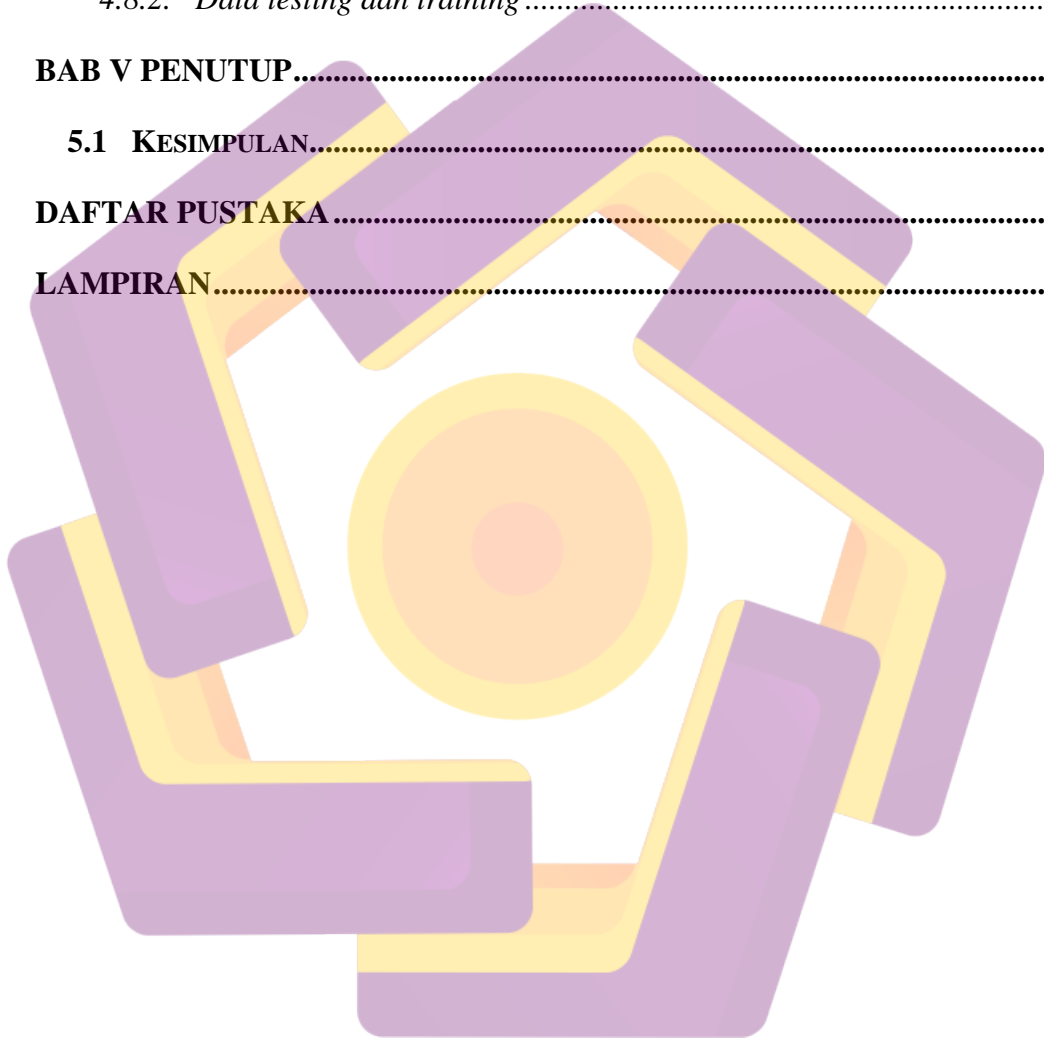 4.8.2. Data testing dan training........................................................
BAB V PENUTUP........................................................................
5.1 KESIMPULAN........................................................................
DAFTAR PUSTAKA....................................................................
LAMPIRAN................................................................................